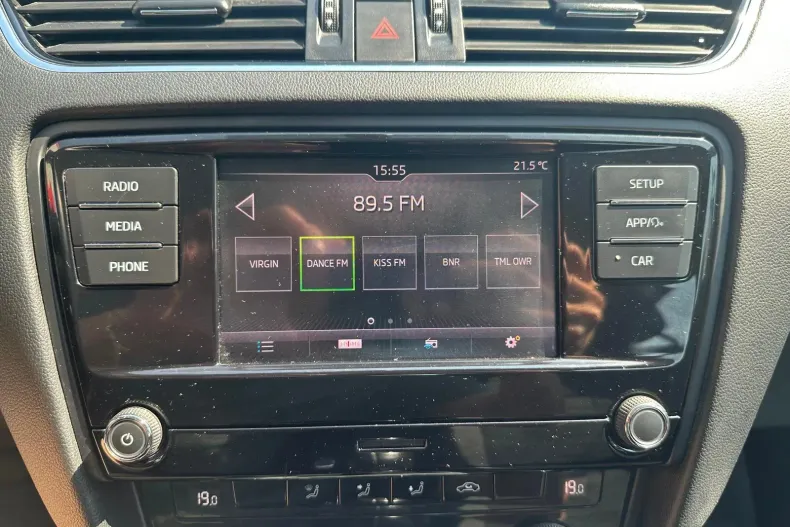 15:55
21.5 °C
RADIO
SETUP
89.5 FM
MEDIA
APP/
VIRGIN
DANCE FM
KISS FM
BNR
TML OWR
PHONE
CAR
19.0
19.0